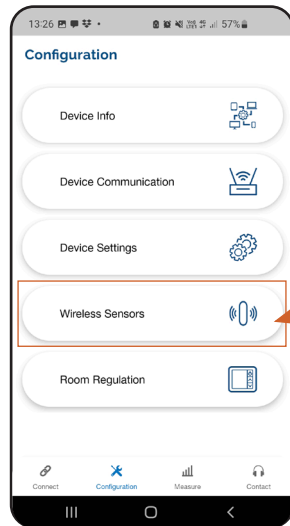 13:26
57%
Configuration
Device Info
Device Communication
Device Settings
Wireless Sensors
Room Regulation
Connect Configuration Measure Contact